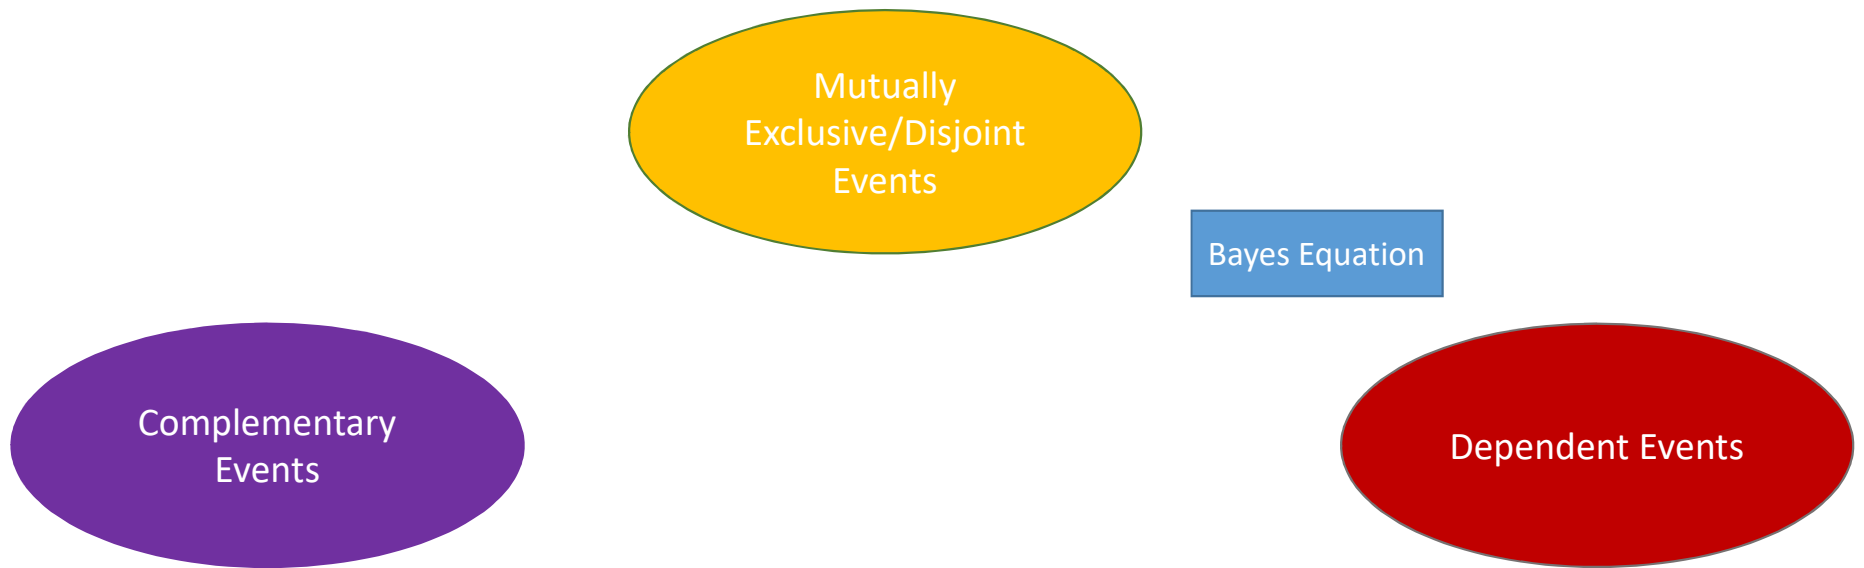 Mutually
Exclusive/Disjoint
Events
Bayes Equation
Complementary
Events
Dependent Events